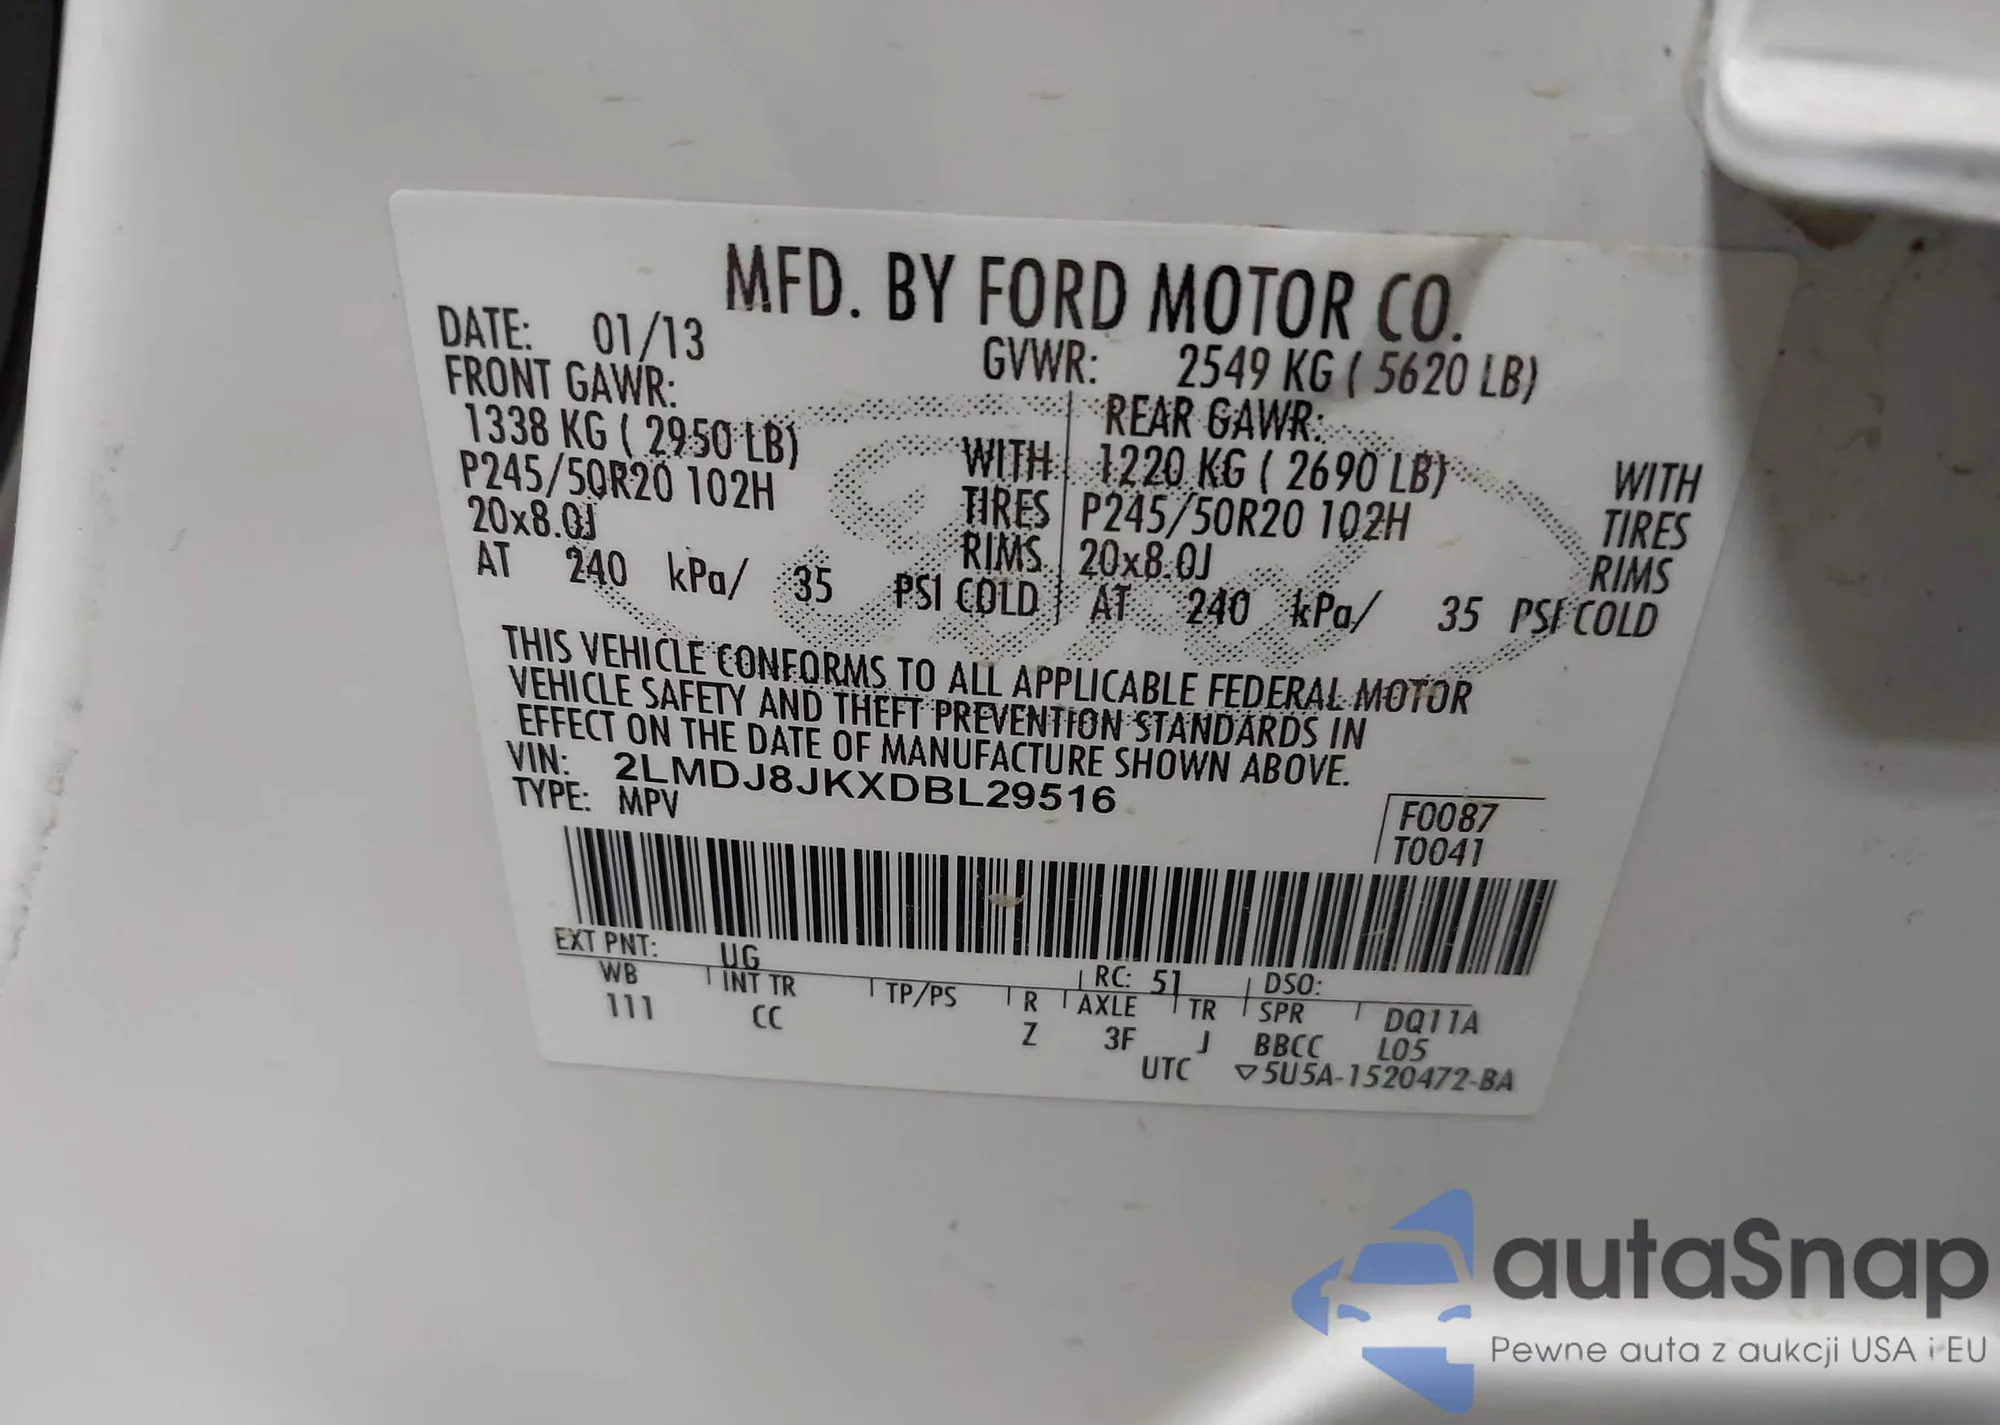 MFD. BY FORD MOTOR CO.
DATE: 01/13 GVWR: 2549 KG ( 5620 LB)
FRONT GAWR: REAR GAWR:
1338 KG ( 2950 LB) WITH 1220 KG ( 2690 LB) WITH
P245/50R20 102H TIRES P245/50R20 102H TIRES
20x8.0J RIMS 20x8.0J RIMS
AT 240 kPa/ 35 PSI COLD AT 240 kPa/ 35 PSI COLD
THIS VEHICLE CONFORMS TO ALL APPLICABLE FEDERAL MOTOR
VEHICLE SAFETY AND THEFT PREVENTION STANDARDS IN
EFFECT ON THE DATE OF MANUFACTURE SHOWN ABOVE.
VIN: 2LMDJ8JKXDBL29516
TYPE: MPV
F0087
T0041
EXT PNT: UG RC: 51 DSO:
WB INT TR TP/PS R AXLE TR SPR DQ11A
111 CC Z 3F J BBCC L05
UTC ▽5U5A-1520472-BA
autaSnap
Pewne auta z aukcji USA i EU